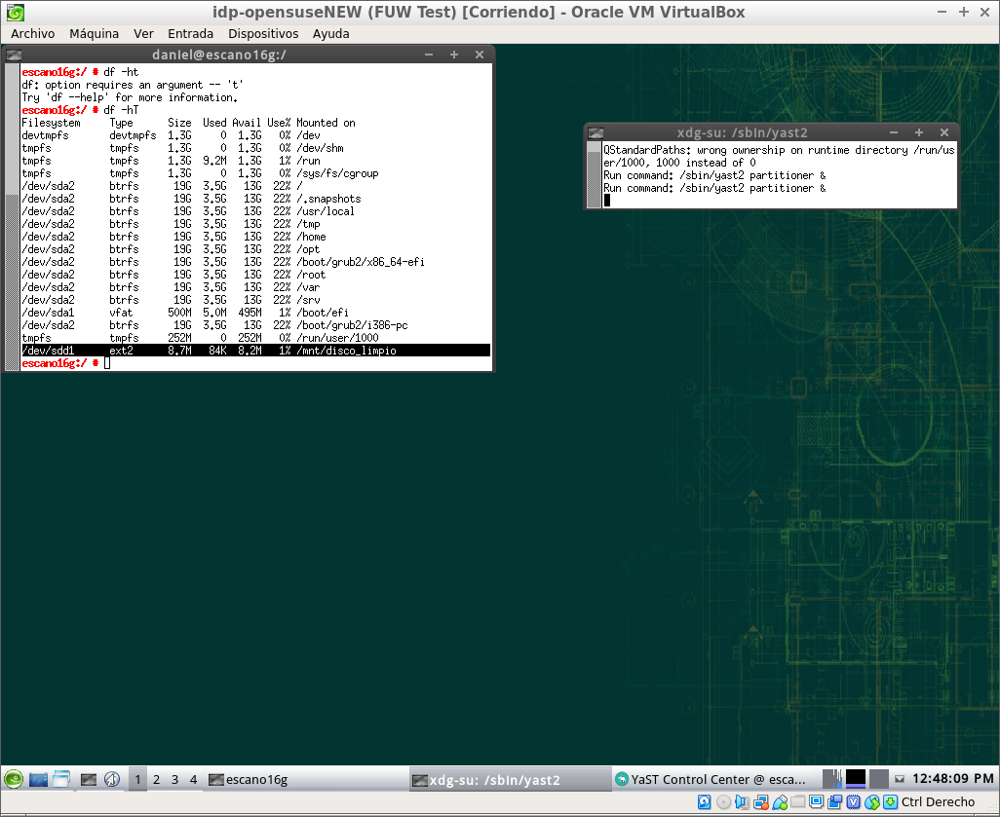 idp-opensuseNEW (FUW Test) [Corriendo] - Oracle VM VirtualBox
Archivo Máquina Ver Entrada Dispositivos Ayuda
daniel@escano16g:/
escano16g:/ # df -ht
df: option requires an argument -- 't'
Try 'df --help' for more information.
escano16g:/ # df -hT
Filesystem Type Size Used Avail Use% Mounted on
devtmpfs devtmpfs 1.3G 0 1.3G 0% /dev
tmpfs tmpfs 1.3G 0 1.3G 0% /dev/shm
tmpfs tmpfs 1.3G 9.2M 1.3G 1% /run
tmpfs tmpfs 1.3G 0 1.3G 0% /sys/fs/cgroup
/dev/sda2 btrfs 19G 3.5G 13G 22% /
/dev/sda2 btrfs 19G 3.5G 13G 22% /.snapshots
/dev/sda2 btrfs 19G 3.5G 13G 22% /usr/local
/dev/sda2 btrfs 19G 3.5G 13G 22% /tmp
/dev/sda2 btrfs 19G 3.5G 13G 22% /home
/dev/sda2 btrfs 19G 3.5G 13G 22% /opt
/dev/sda2 btrfs 19G 3.5G 13G 22% /boot/grub2/x86_64-efi
/dev/sda2 btrfs 19G 3.5G 13G 22% /root
/dev/sda2 btrfs 19G 3.5G 13G 22% /var
/dev/sda2 btrfs 19G 3.5G 13G 22% /srv
/dev/sda1 vfat 500M 5.0M 495M 1% /boot/efi
/dev/sda2 btrfs 19G 3.5G 13G 22% /boot/grub2/i386-pc
tmpfs tmpfs 252M 0 252M 0% /run/user/1000
/dev/sdd1 ext2 8.7M 84K 8.2M 1% /mnt/disco_limpio
escano16g:/ #
xdg-su: /sbin/yast2
QStandardPaths: wrong ownership on runtime directory /run/us
er/1000, 1000 instead of 0
Run command: /sbin/yast2 partitioner &
Run command: /sbin/yast2 partitioner &
1 2 3 4 escano16g xdg-su: /sbin/yast2 YaST Control Center @ esca... 12:48:09 PM
Ctrl Derecho